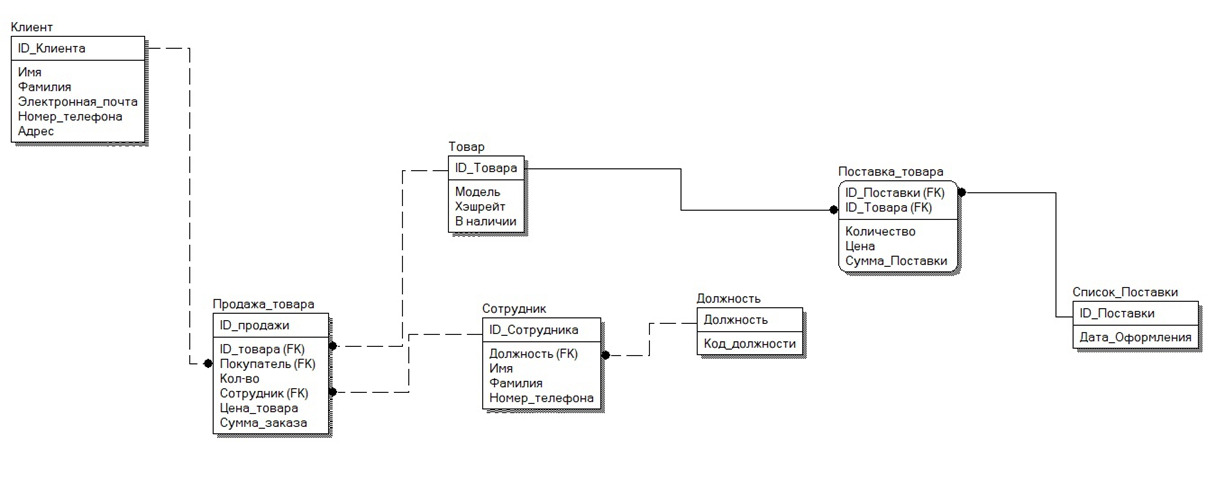 Клиент
ID_Клиента
Имя
Фамилия
Электронная_почта
Номер_телефона
Адрес
Товар
ID_Товара
Модель
Хэшрейт
В наличии
Поставка_товара
ID_Поставки (FK)
ID_Товара (FK)
Количество
Цена
Сумма_Поставки
Список_Поставки
ID_Поставки
Дата_Оформления
Продажа_товара
ID_продажи
ID_товара (FK)
Покупатель (FK)
Кол-во
Сотрудник (FK)
Цена_товара
Сумма_заказа
Сотрудник
ID_Сотрудника
Должность (FK)
Имя
Фамилия
Номер_телефона
Должность
Должность
Код_должности